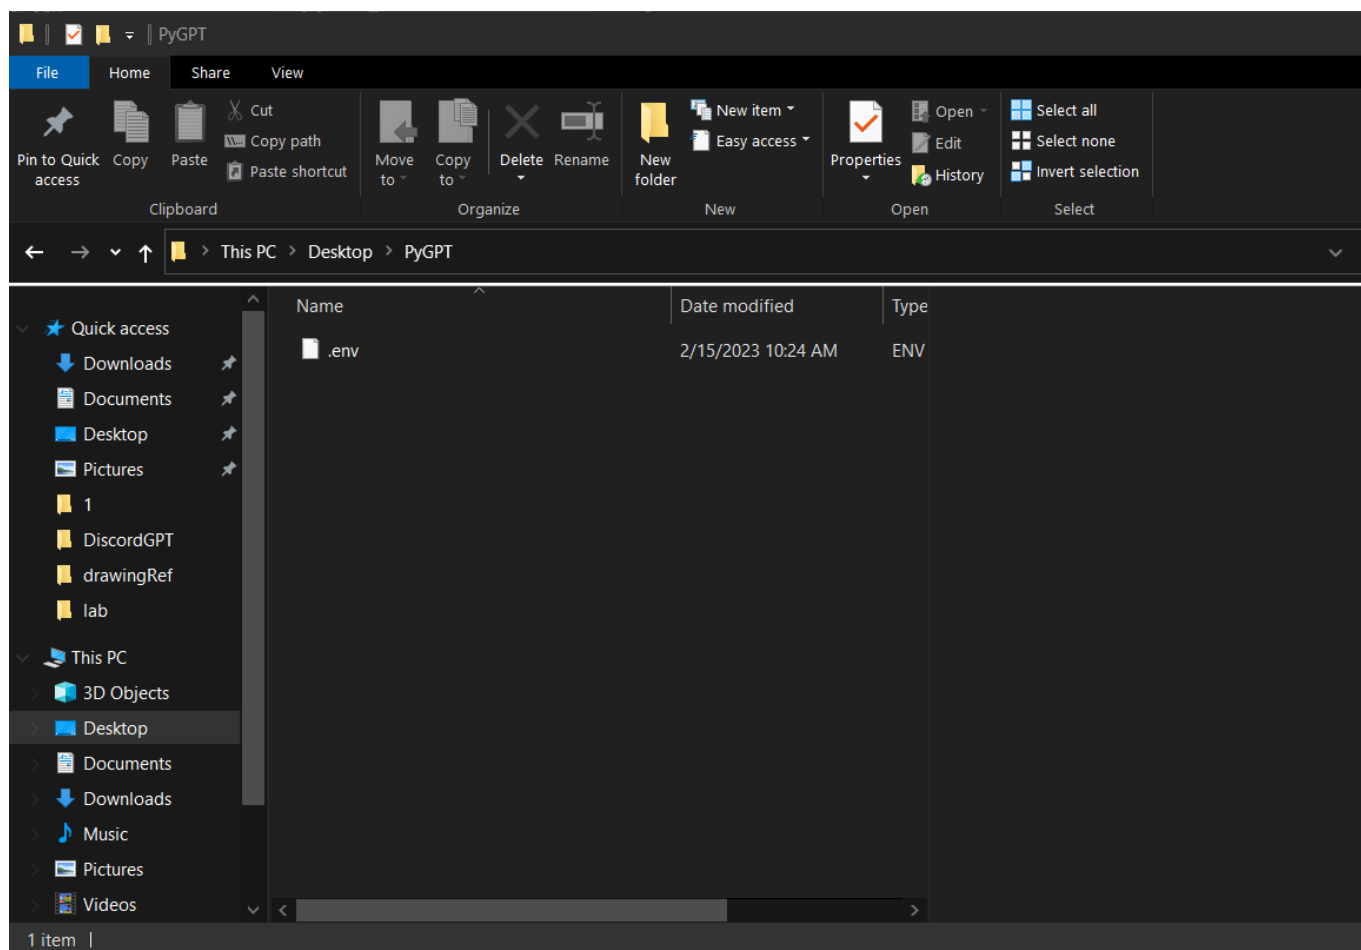 PyGPT
File Home Share View
Pin to Quick access
Copy
Paste
Cut
Copy path
Paste shortcut
Clipboard
Move to
Copy to
Delete
Rename
Organize
New folder
New item
Easy access
New
Properties
Open
Edit
History
Open
Select all
Select none
Invert selection
Select
This PC > Desktop > PyGPT
Name Date modified Type
.env 2/15/2023 10:24 AM ENV
Quick access
Downloads
Documents
Desktop
Pictures
1
DiscordGPT
drawingRef
lab
This PC
3D Objects
Desktop
Documents
Downloads
Music
Pictures
Videos
1 item